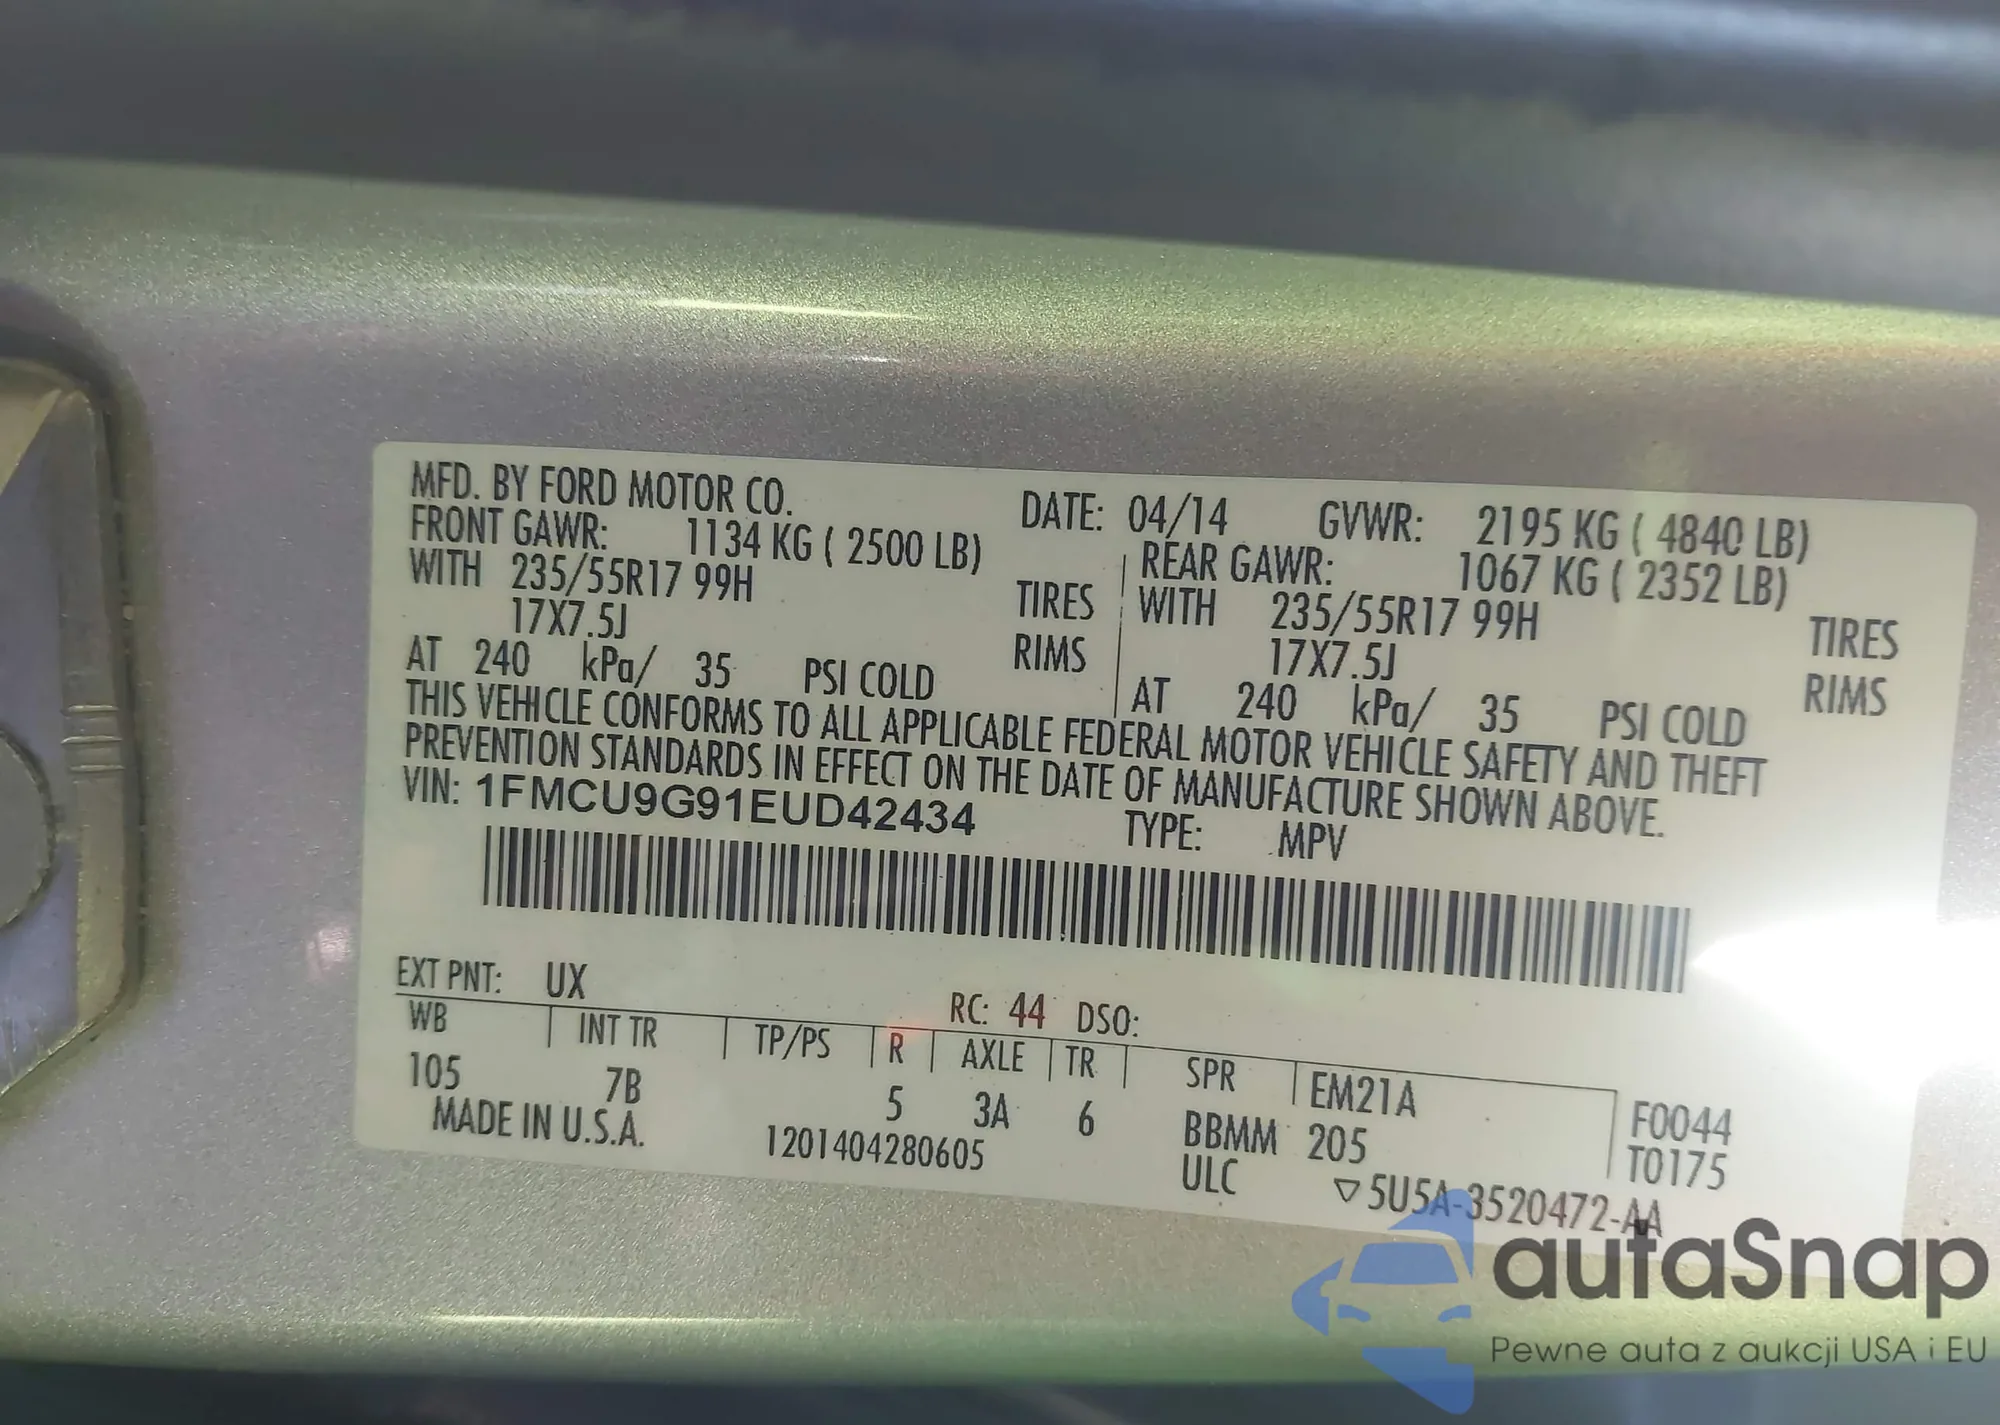 MFD. BY FORD MOTOR CO. DATE: 04/14 GVWR: 2195 KG ( 4840 LB)
FRONT GAWR: 1134 KG ( 2500 LB) REAR GAWR: 1067 KG ( 2352 LB)
WITH 235/55R17 99H TIRES WITH 235/55R17 99H TIRES
17X7.5J RIMS 17X7.5J RIMS
AT 240 kPa/ 35 PSI COLD AT 240 kPa/ 35 PSI COLD
THIS VEHICLE CONFORMS TO ALL APPLICABLE FEDERAL MOTOR VEHICLE SAFETY AND THEFT
PREVENTION STANDARDS IN EFFECT ON THE DATE OF MANUFACTURE SHOWN ABOVE.
VIN: 1FMCU9G91EUD42434 TYPE: MPV
EXT PNT: UX RC: 44 DSO:
WB INT TR TP/PS R AXLE TR SPR EM21A F0044
105 7B 5 3A 6 BBMM 205 T0175
MADE IN U.S.A. 1201404280605 ULC ▽5U5A-3520472-AA
autaSnap
Pewne auta z aukcji USA i EU